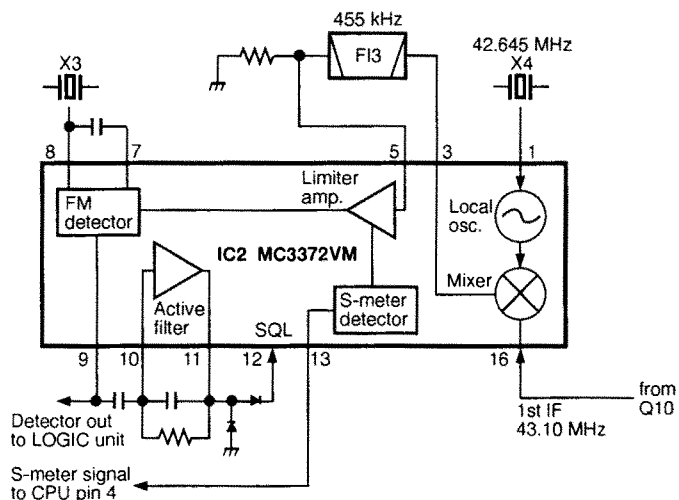 455 kHz
42.645 MHz
X3
FI3
X4
8
7
5
3
1
FM
detector
Limiter
amp.
Local
osc.
IC2 MC3372VM
Mixer
Active
filter
S-meter
detector
SQL
9
10
11
12
13
16
Detector out
to LOGIC unit
1st IF
43.10 MHz
from
Q10
S-meter signal
to CPU pin 4